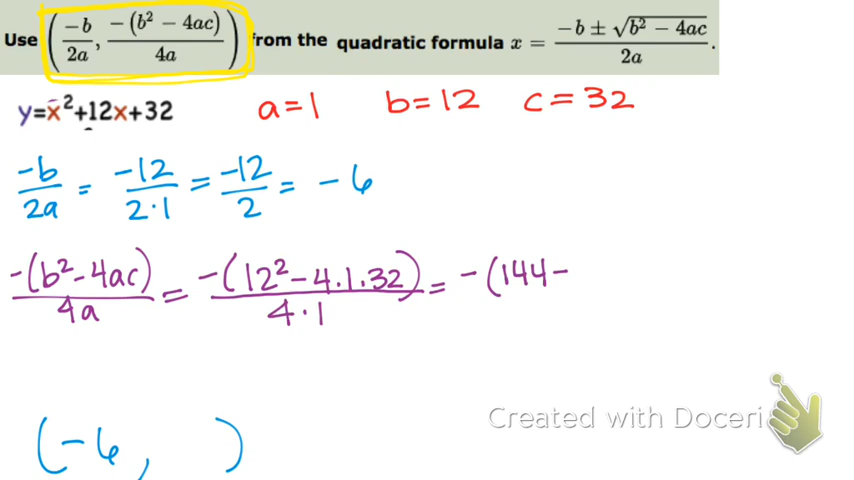 Use (-b/2a, -(b² - 4ac)/4a) from the quadratic formula x = (-b ± √(b² - 4ac))/2a.
y=x²+12x+32 a=1 b=12 c=32
-b/2a = -12/2·1 = -12/2 = -6
-(b²-4ac)/4a = -(12²-4·1·32)/4·1 = -(144-
Created with Doceri
(-6, )